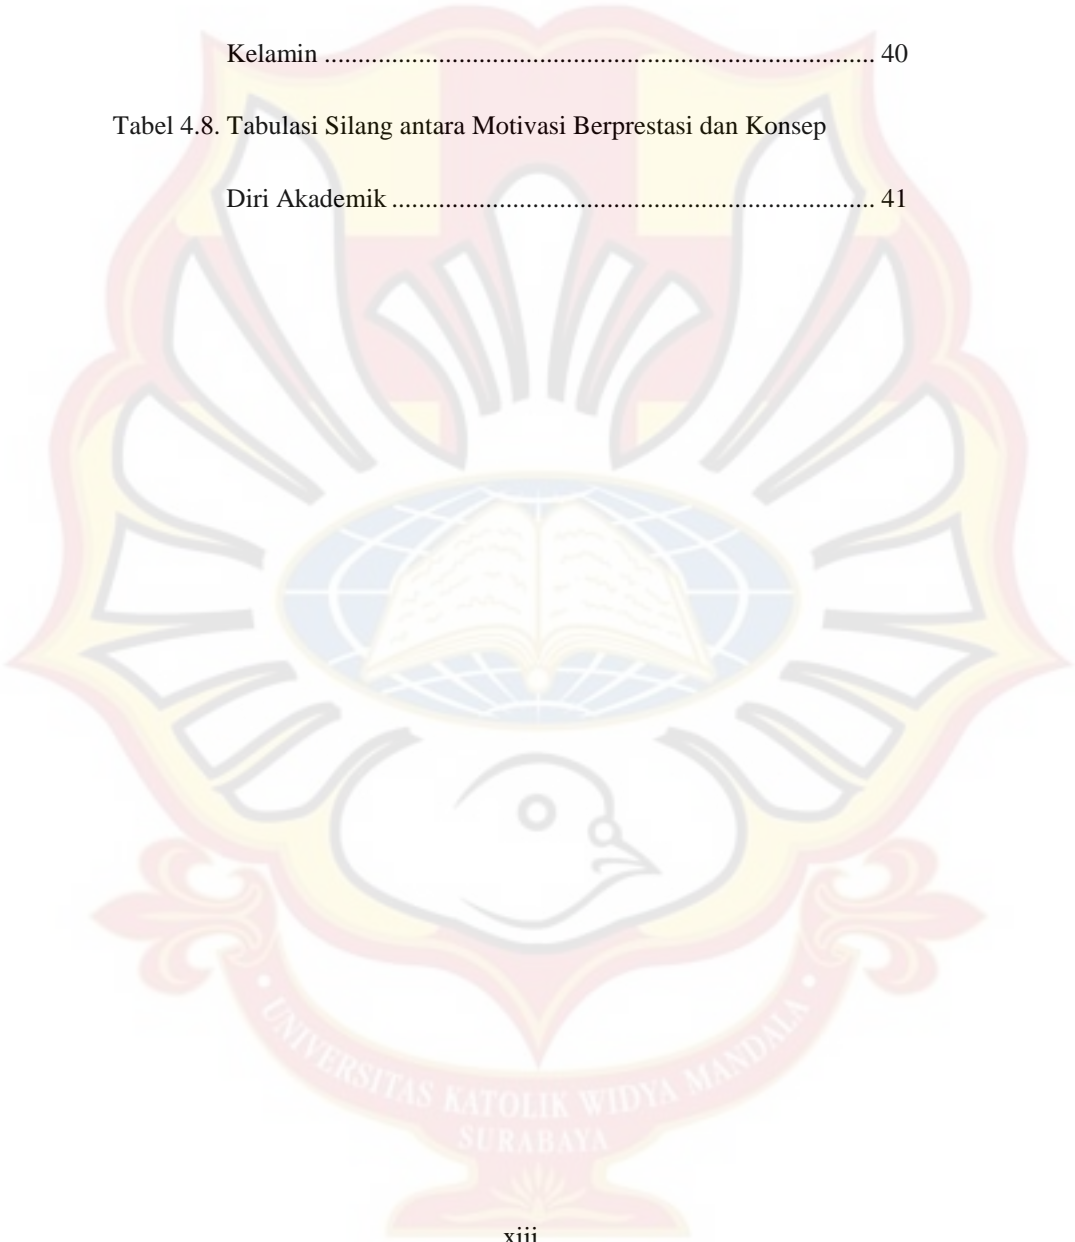 Kelamin .................................................................................. 40
Tabel 4.8. Tabulasi Silang antara Motivasi Berprestasi dan Konsep
Diri Akademik ........................................................................ 41
UNIVERSITAS KATOLIK WIDYA MANDALA
SURABAYA
xiii